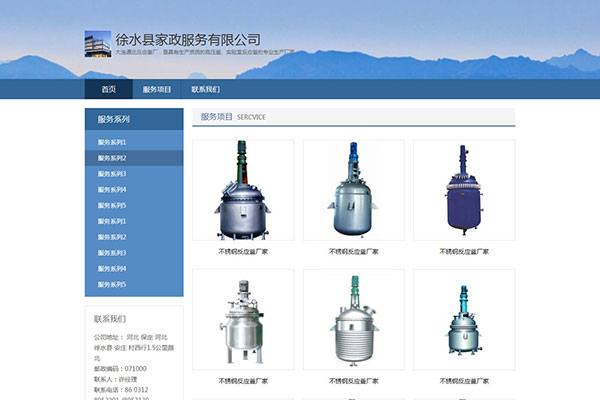 徐水县家政服务有限公司
大连通达反应釜厂,是具有生产资质的高压釜、实验室反应釜的专业生产厂家
首页 服务项目 联系我们
服务系列
服务系列1
服务系列2
服务系列3
服务系列4
服务系列5
服务系列1
服务系列2
服务系列3
服务系列4
服务系列5
服务项目 SERCVICE
不锈钢反应釜厂家 不锈钢反应釜厂家 不锈钢反应釜厂家
不锈钢反应釜厂家 不锈钢反应釜厂家 不锈钢反应釜厂家
联系我们
公司地址: 河北 保定 河北
徐水县 安庄 村西行1.5公里路
北
邮政编码:071000
联系人:许经理
联系电话:86 0312